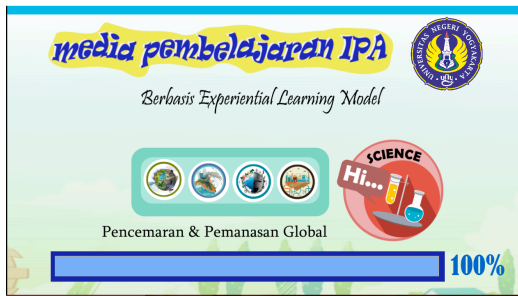 media pembelajaran IPA
UNIVERSITAS NEGERI YOGYAKARTA
Berbasis Experiential Learning Model
SCIENCE
Hi...
Pencemaran & Pemanasan Global
100%